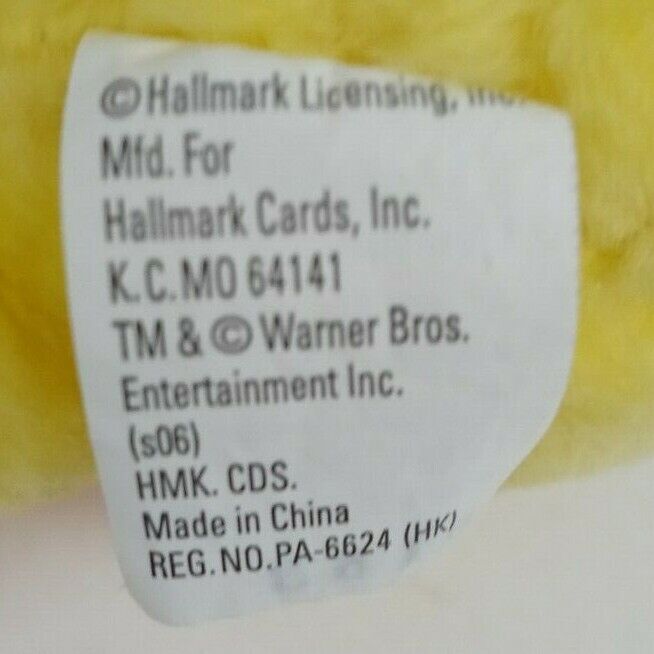 ©Hallmark Licensing, Inc.
Mfd. For
Hallmark Cards, Inc.
K.C.MO 64141
TM & © Warner Bros.
Entertainment Inc.
(s06)
HMK. CDS.
Made in China
REG.NO.PA-6624 (HK)